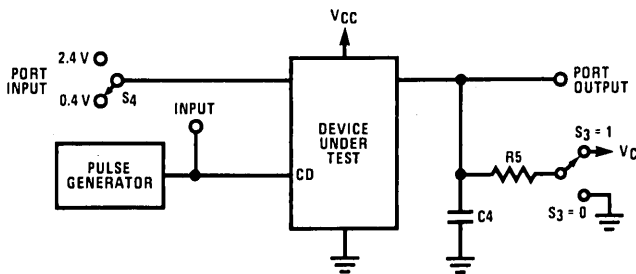 VCC
2.4 V
PORT
INPUT
0.4 V
S4
INPUT
PULSE
GENERATOR
CD
DEVICE
UNDER
TEST
PORT
OUTPUT
S3 = 1
VC
R5
C4
S3 = 0